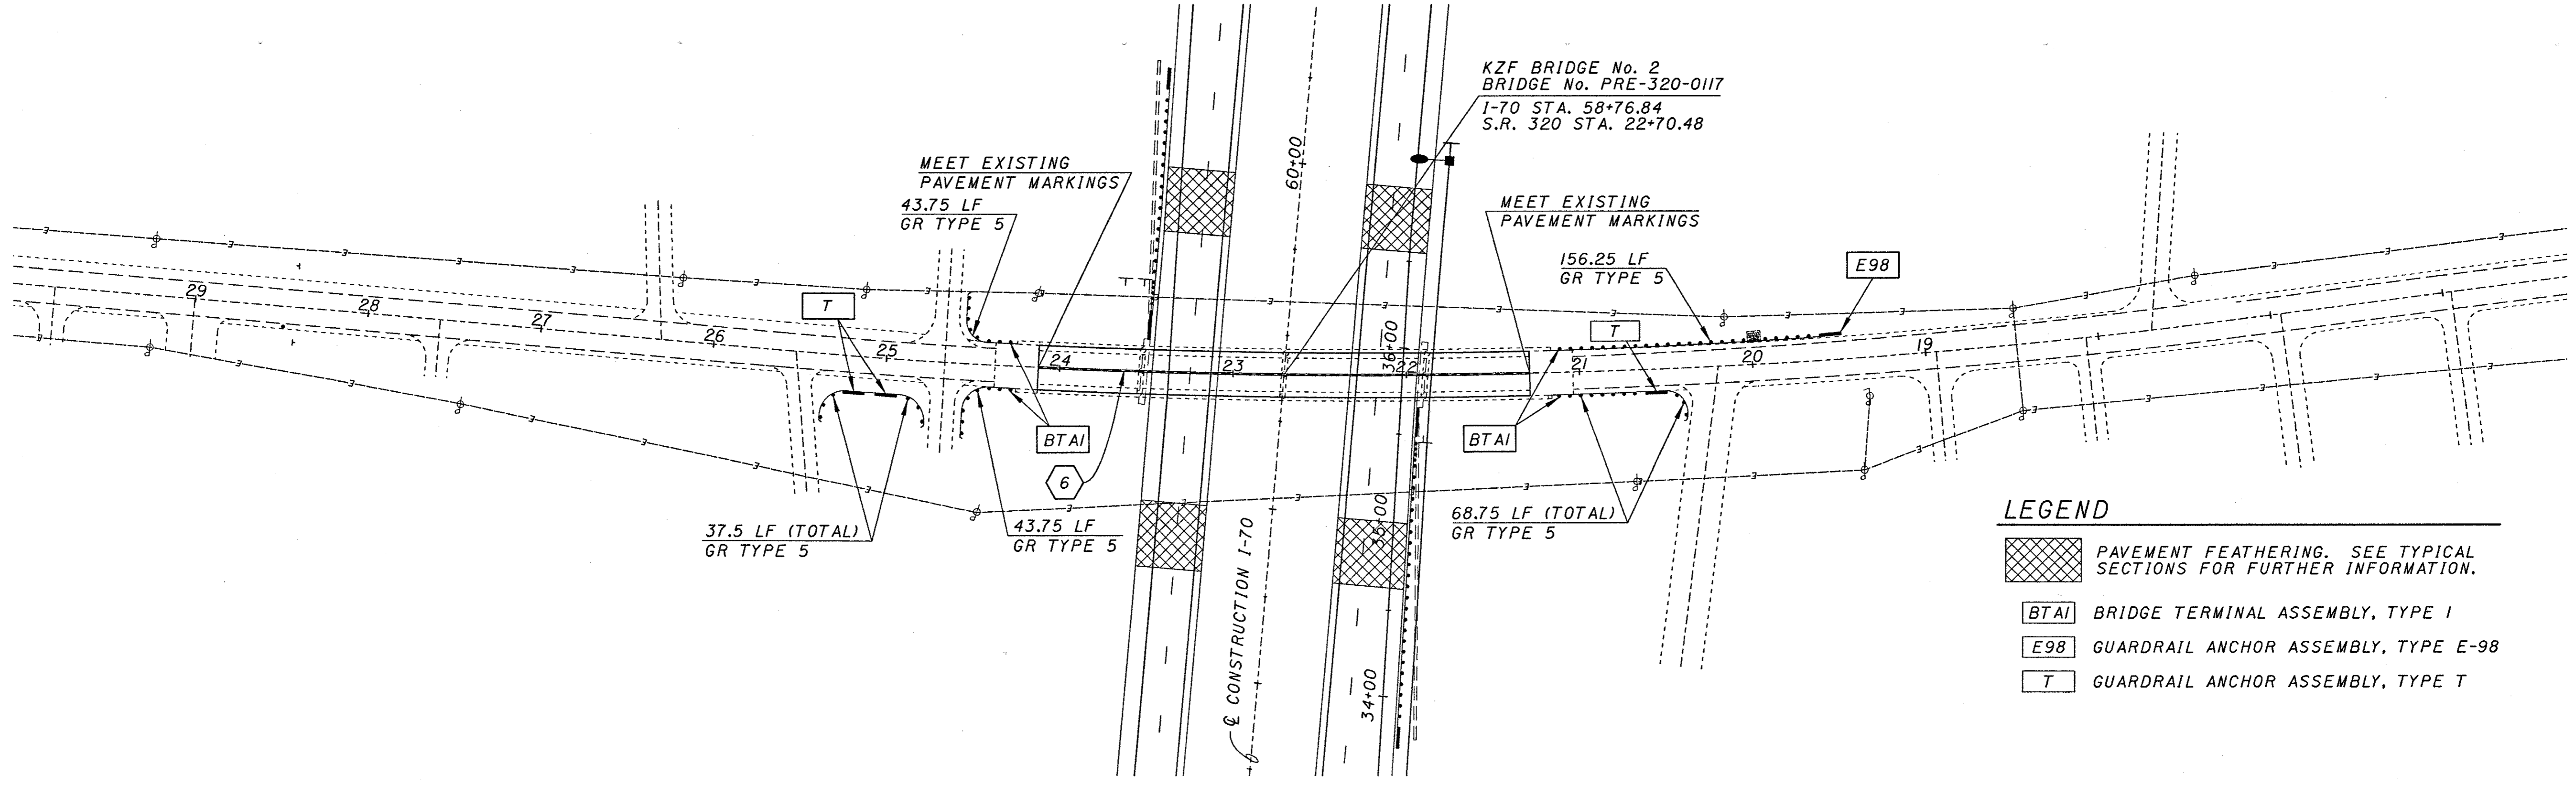 KZF BRIDGE No. 2
BRIDGE No. PRE-320-0117
I-70 STA. 58+76.84
S.R. 320 STA. 22+70.48
MEET EXISTING
PAVEMENT MARKINGS
43.75 LF
GR TYPE 5
60+00
MEET EXISTING
PAVEMENT MARKINGS
156.25 LF
GR TYPE 5
E98
T
T
29
28
27
26
25
24
23
22
21
20
19
36+00
BTA1
BTA1
6
37.5 LF (TOTAL)
GR TYPE 5
43.75 LF
GR TYPE 5
68.75 LF (TOTAL)
GR TYPE 5
35+00
34+00
℄ CONSTRUCTION I-70
LEGEND
PAVEMENT FEATHERING. SEE TYPICAL
SECTIONS FOR FURTHER INFORMATION.
BTA1 BRIDGE TERMINAL ASSEMBLY, TYPE 1
E98 GUARDRAIL ANCHOR ASSEMBLY, TYPE E-98
T GUARDRAIL ANCHOR ASSEMBLY, TYPE T